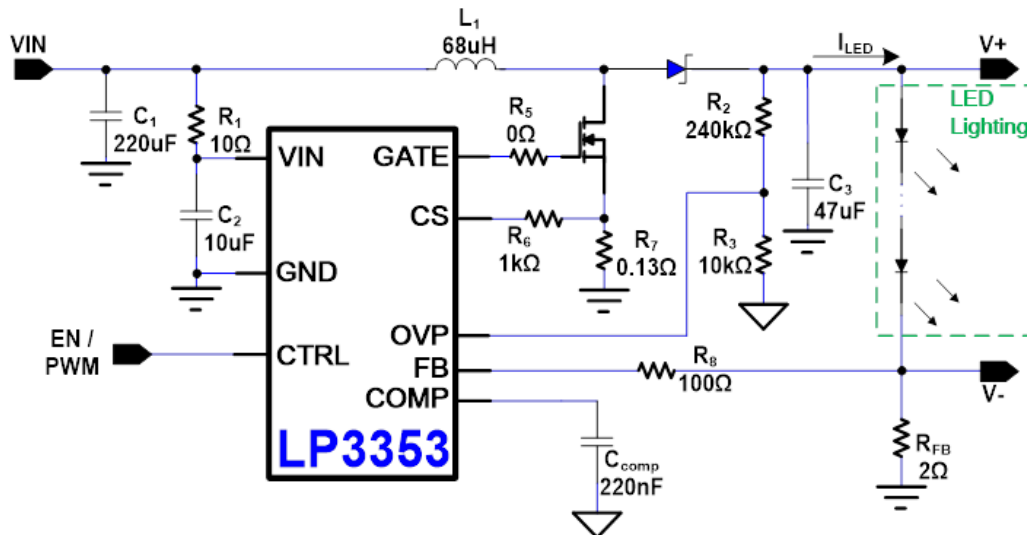 L1
68uH
VIN
ILED
V+
C1
220uF
R1
10Ω
R5
0Ω
R2
240kΩ
LED
Lighting
VIN
GATE
C2
10uF
CS
R6
1kΩ
R7
0.13Ω
R3
10kΩ
C3
47uF
GND
EN /
PWM
CTRL
OVP
FB
COMP
R8
100Ω
V-
LP3353
Ccomp
220nF
RFB
2Ω